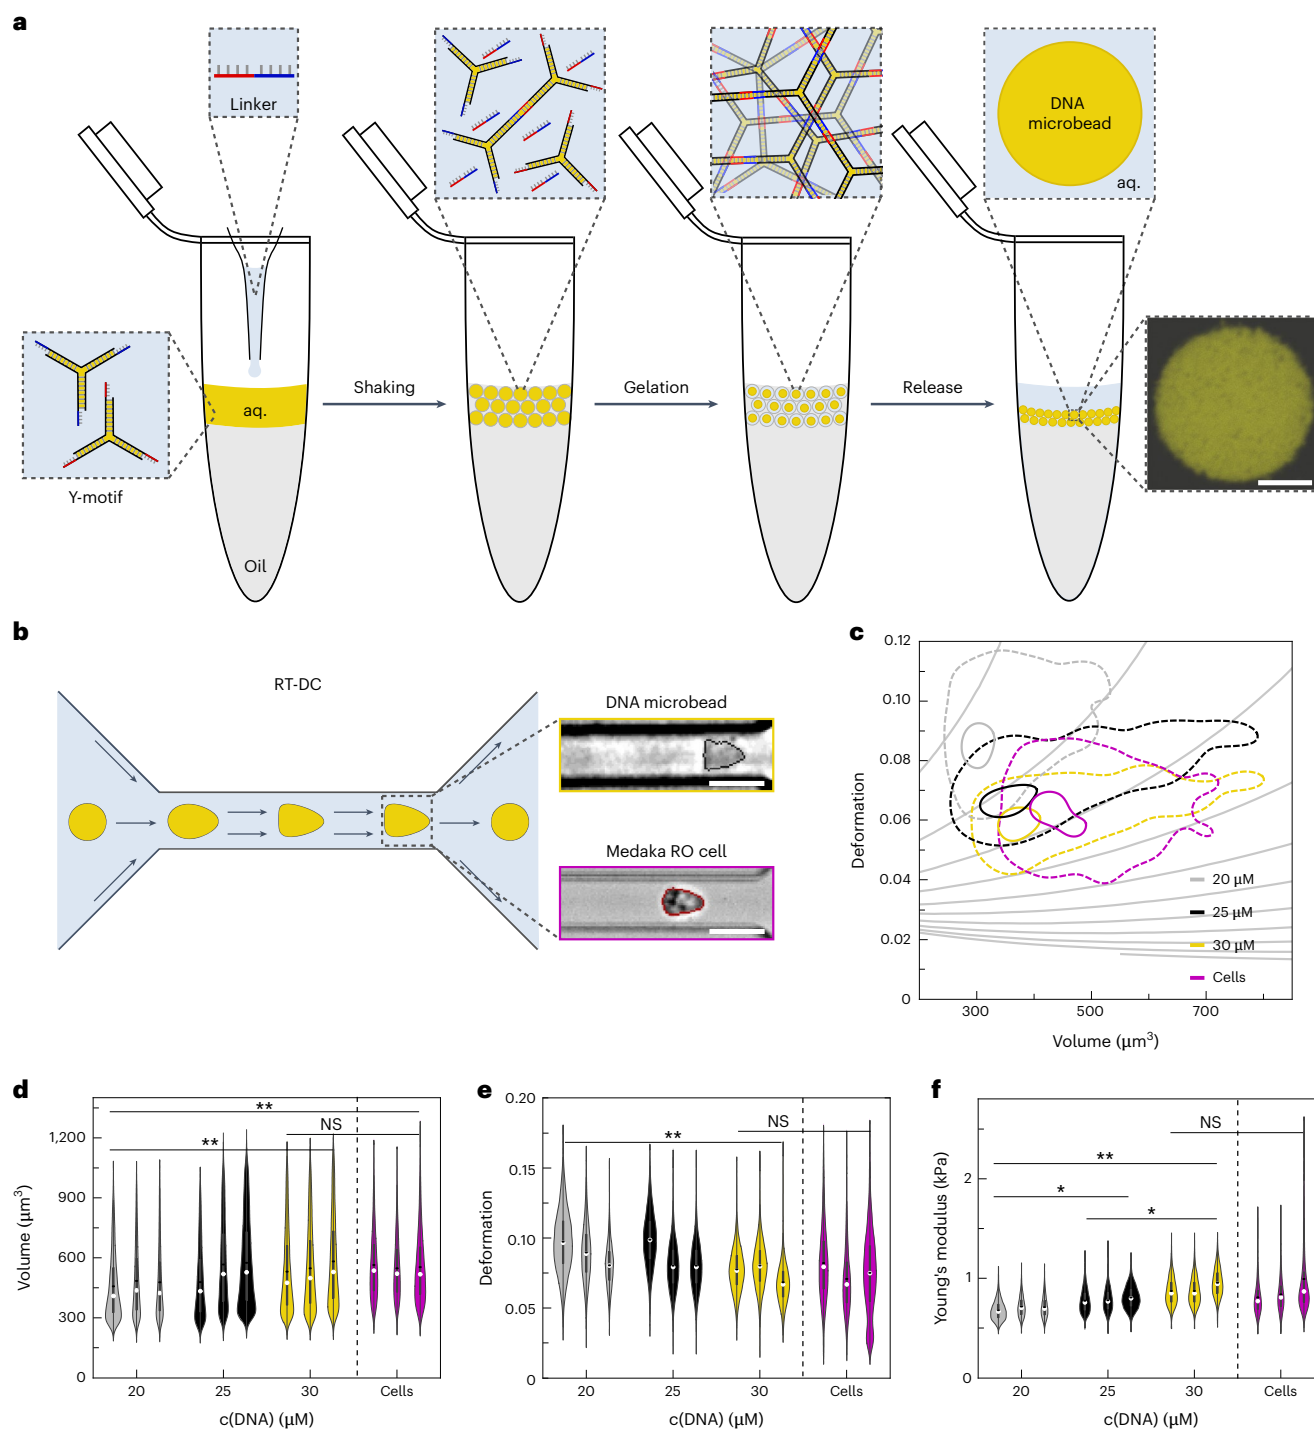 a
Linker
DNA
microbead
aq.
aq.
Shaking
Gelation
Release
Y-motif
Oil
b
RT-DC
DNA microbead
Medaka RO cell
c
0.12
0.10
0.08
0.06
0.04
0.02
0
Deformation
20 µM
25 µM
30 µM
Cells
300
500
700
Volume (µm³)
d
**
NS
**
1,200
900
600
300
0
Volume (µm³)
20
25
30
Cells
c(DNA) (µM)
e
0.20
0.15
0.10
0.05
0
Deformation
NS
**
20
25
30
Cells
c(DNA) (µM)
f
NS
**
*
*
2
1
0
Young's modulus (kPa)
20
25
30
Cells
c(DNA) (µM)